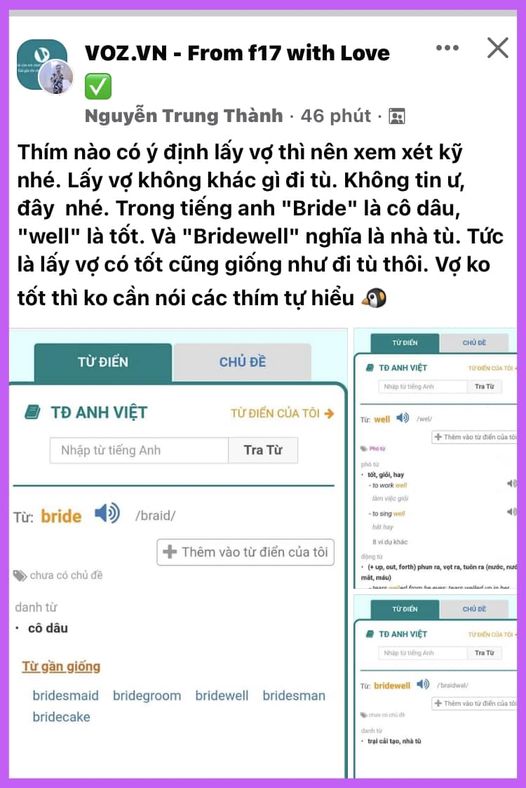 VOZ.VN - From f17 with Love
✅
Nguyễn Trung Thành · 46 phút ·
Thím nào có ý định lấy vợ thì nên xem xét kỹ
nhé. Lấy vợ không khác gì đi tù. Không tin ư,
đây nhé. Trong tiếng anh "Bride" là cô dâu,
"well" là tốt. Và "Bridewell" nghĩa là nhà tù. Tức
là lấy vợ có tốt cũng giống như đi tù thôi. Vợ ko
tốt thì ko cần nói các thím tự hiểu 🐧
TỪ ĐIỂN CHỦ ĐỀ
TĐ ANH VIỆT TỪ ĐIỂN CỦA TÔI →
Nhập từ tiếng Anh Tra Từ
Từ: bride /braid/
+ Thêm vào từ điển của tôi
chưa có chủ đề
danh từ
• cô dâu
Từ gần giống
bridesmaid bridegroom bridewell bridesman
bridecake
TỪ ĐIỂN CHỦ ĐỀ
TĐ ANH VIỆT TỪ ĐIỂN CỦA TÔI
Nhập từ tiếng Anh Tra Từ
Từ: well /wel/
+ Thêm vào từ điển của tôi
Phó từ
phó từ
• tốt, giỏi, hay
- to work well
làm việc giỏi
- to sing well
hát hay
8 ví dụ khác
động từ
• (+ up, out, forth) phun ra, vọt ra, tuôn ra (nước, nước
mắt, máu)
TỪ ĐIỂN CHỦ ĐỀ
TĐ ANH VIỆT TỪ ĐIỂN CỦA TÔI
Nhập từ tiếng Anh Tra Từ
Từ: bridewell /'braidwəl/
+ Thêm vào từ điển của tôi
chưa có chủ đề
danh từ
• trại cải tạo, nhà tù